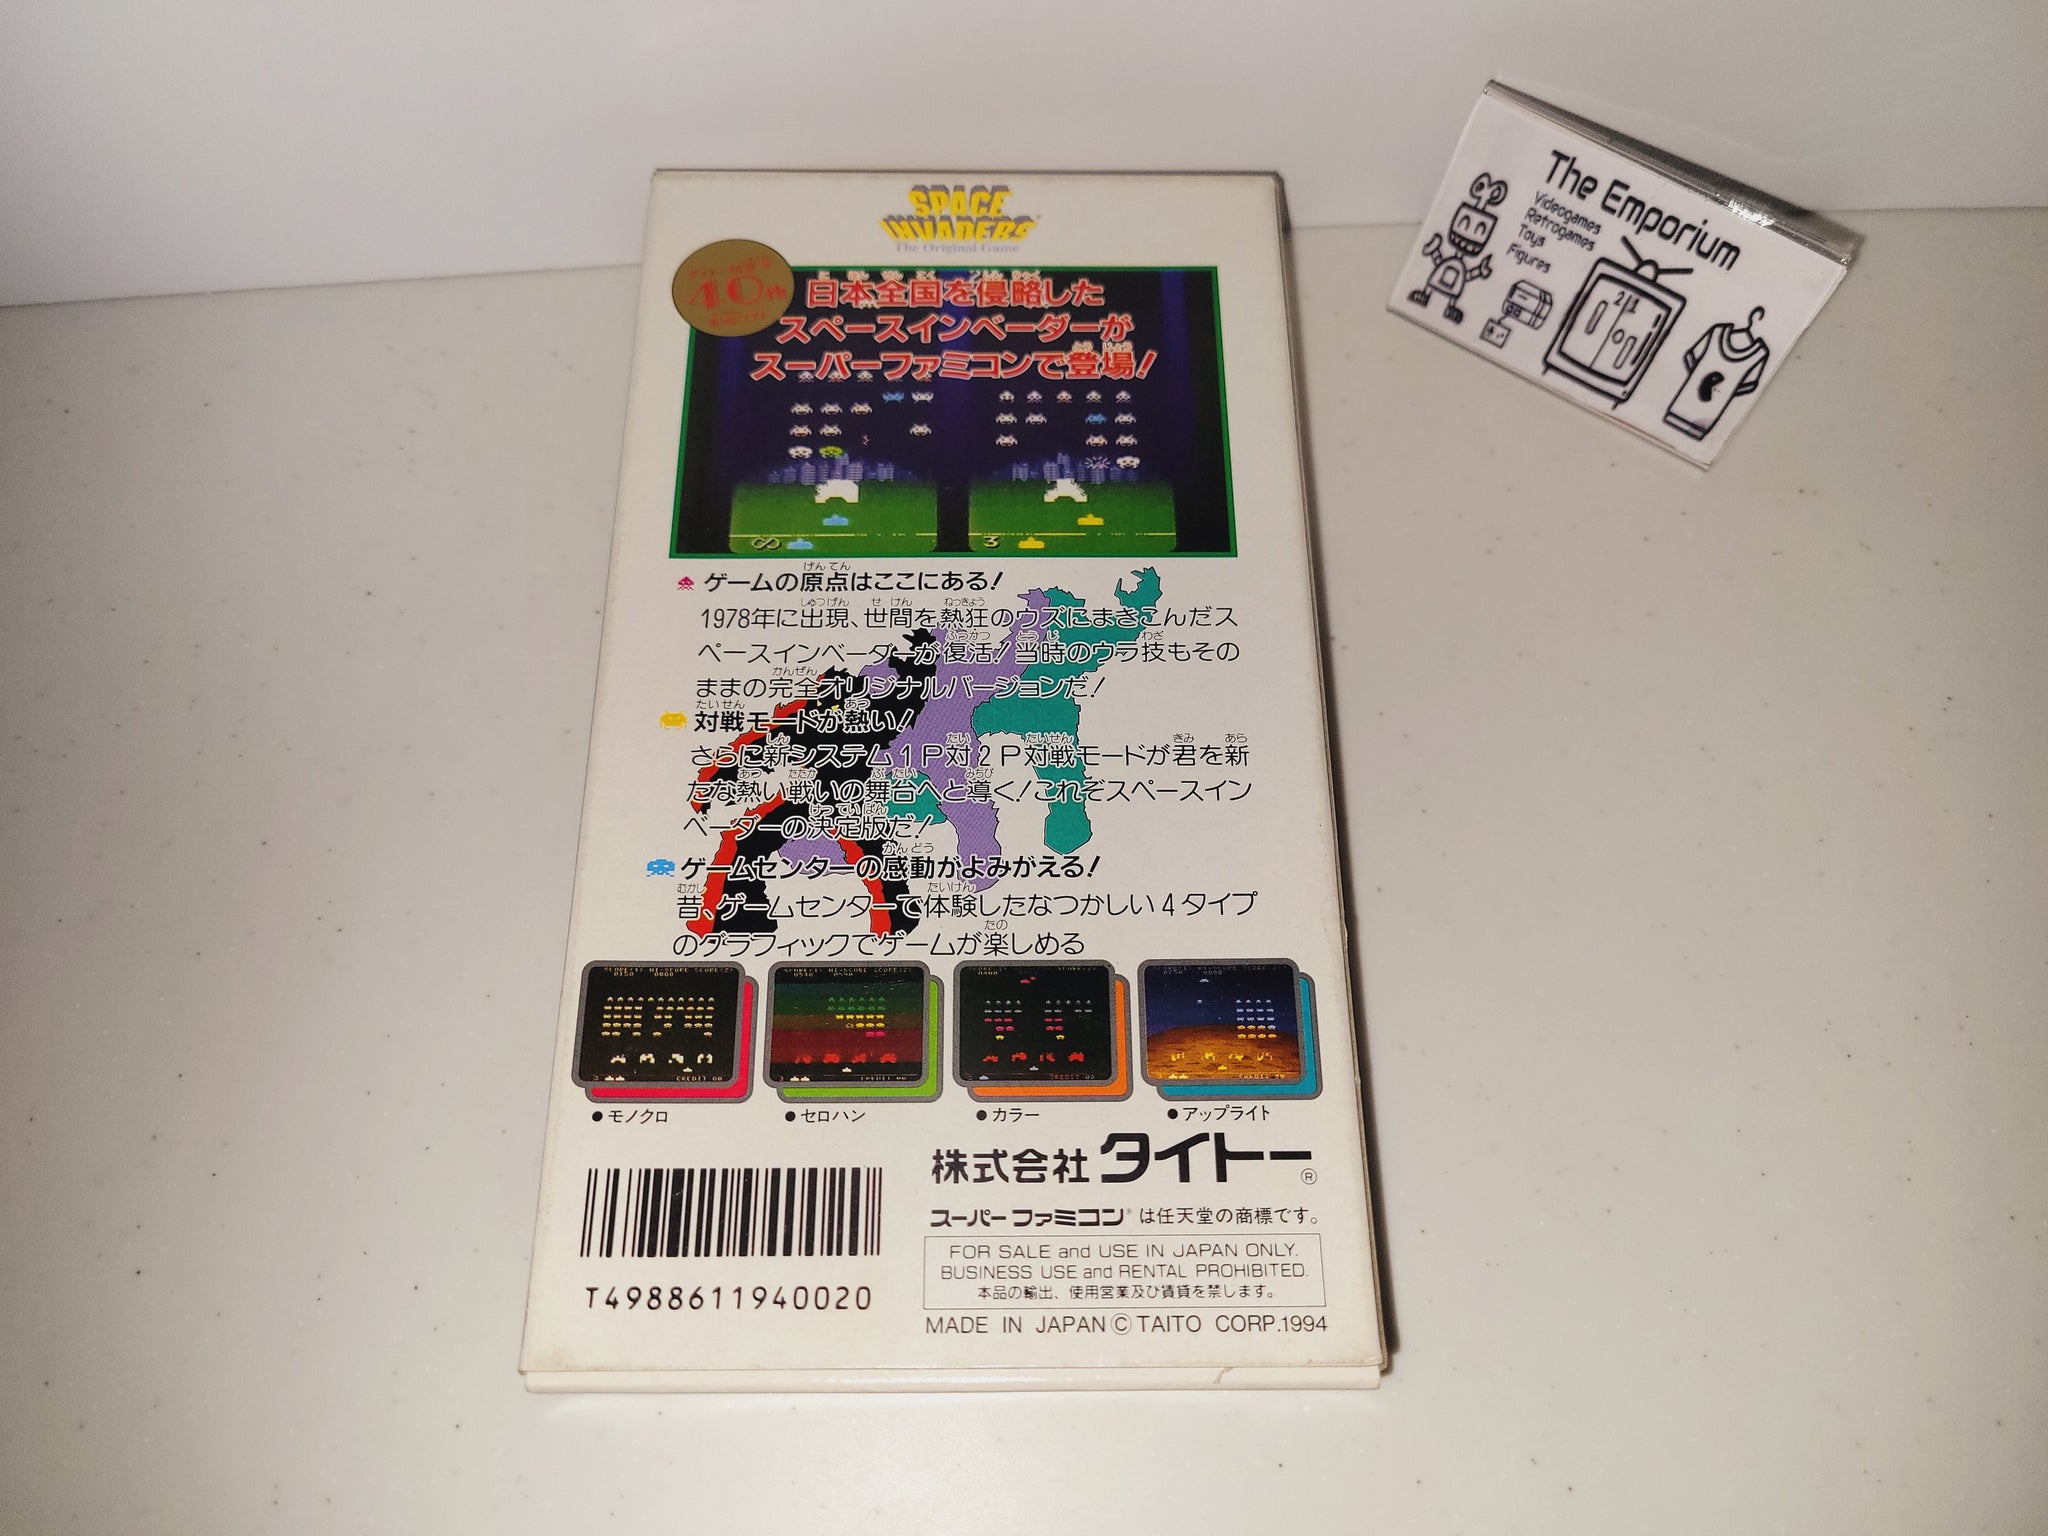 SPACE
INVADERS
The Original Game
40th
日本全国を侵略した
スペースインベーダーが
スーパーファミコンで登場!
3
ゲームの原点はここにある!
1978年に出現、世間を熱狂のウズにまきこんだス
ペースインベーダーが復活!当時のウラ技もその
ままの完全オリジナルバージョンだ!
対戦モードが熱い!
さらに新システム1P対2P対戦モードが君を新
たな熱い戦いの舞台へと導く!これぞスペースイン
ベーダーの決定版だ!
ゲームセンターの感動がよみがえる!
昔、ゲームセンターで体験したなつかしい4タイプ
のグラフィックでゲームが楽しめる
●モノクロ
●セロハン
●カラー
●アップライト
株式会社タイトー®
スーパーファミコン®は任天堂の商標です。
FOR SALE and USE IN JAPAN ONLY.
BUSINESS USE and RENTAL PROHIBITED.
本品の輸出、使用営業及び賃貸を禁じます。
MADE IN JAPAN © TAITO CORP.1994
T4988611940020
The Emporium
Videogames
Retrogames
Toys
Figures